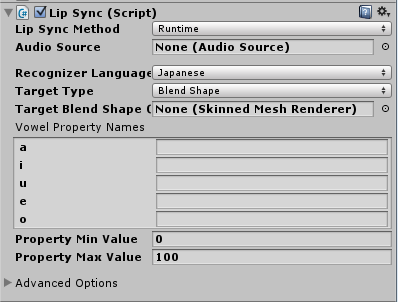 Lip Sync (Script)
Lip Sync Method Runtime
Audio Source None (Audio Source)
Recognizer Language Japanese
Target Type Blend Shape
Target Blend Shape ( None (Skinned Mesh Renderer)
Vowel Property Names
a
i
u
e
o
Property Min Value 0
Property Max Value 100
Advanced Options